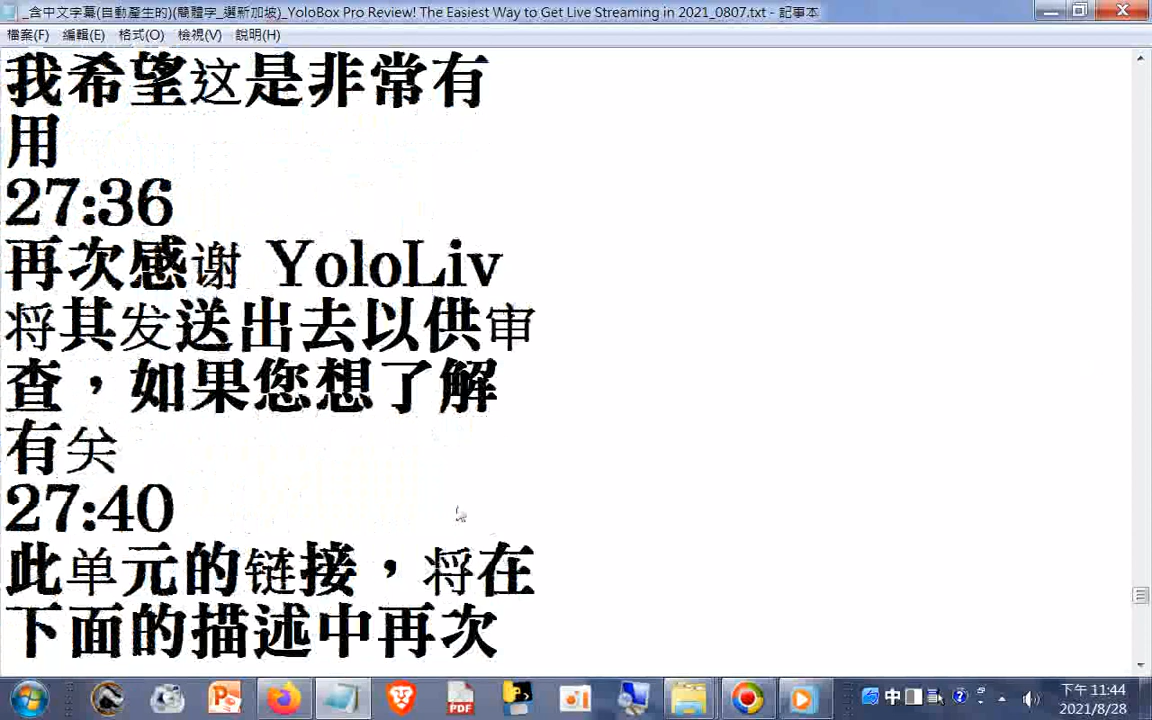 _含中文字幕(自動產生的)(簡體字_選新加坡)_YoloBox Pro Review! The Easiest Way to Get Live Streaming in 2021_0807.txt - 記事本
檔案(F) 編輯(E) 格式(O) 檢視(V) 說明(H)
我希望这是非常有
用
27:36
再次感谢 YoloLiv
将其发送出去以供审
查，如果您想了解
有关
27:40
此单元的链接，将在
下面的描述中再次
PDF
中
下午 11:44
2021/8/28